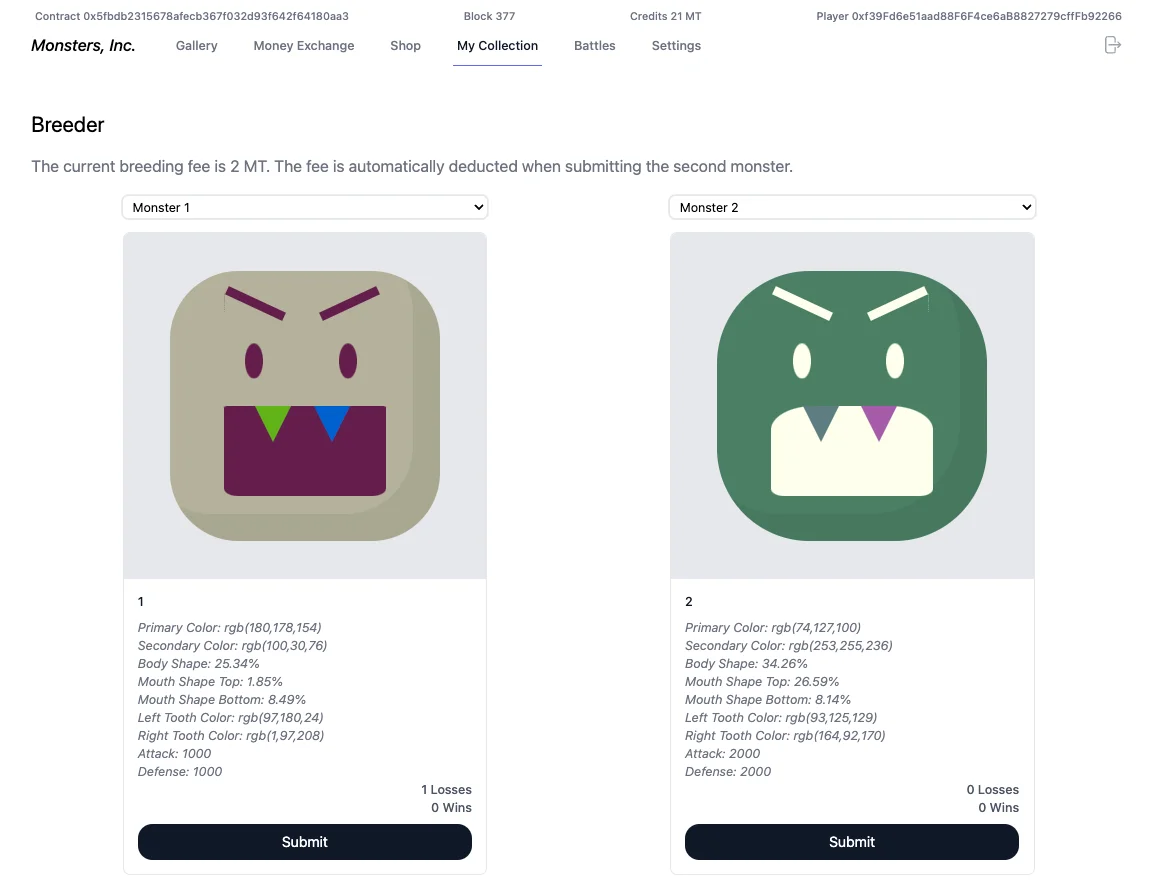 Contract 0x5fbdb2315678afecb367f032d93f642f64180aa3 Block 377 Credits 21 MT Player 0xf39Fd6e51aad88F6F4ce6aB8827279cffFb92266
Monsters, Inc. Gallery Money Exchange Shop My Collection Battles Settings
Breeder
The current breeding fee is 2 MT. The fee is automatically deducted when submitting the second monster.
Monster 1
1
Primary Color: rgb(180,178,154)
Secondary Color: rgb(100,30,76)
Body Shape: 25.34%
Mouth Shape Top: 1.85%
Mouth Shape Bottom: 8.49%
Left Tooth Color: rgb(97,180,24)
Right Tooth Color: rgb(1,97,208)
Attack: 1000
Defense: 1000
1 Losses
0 Wins
Submit
Monster 2
2
Primary Color: rgb(74,127,100)
Secondary Color: rgb(253,255,236)
Body Shape: 34.26%
Mouth Shape Top: 26.59%
Mouth Shape Bottom: 8.14%
Left Tooth Color: rgb(93,125,129)
Right Tooth Color: rgb(164,92,170)
Attack: 2000
Defense: 2000
0 Losses
0 Wins
Submit